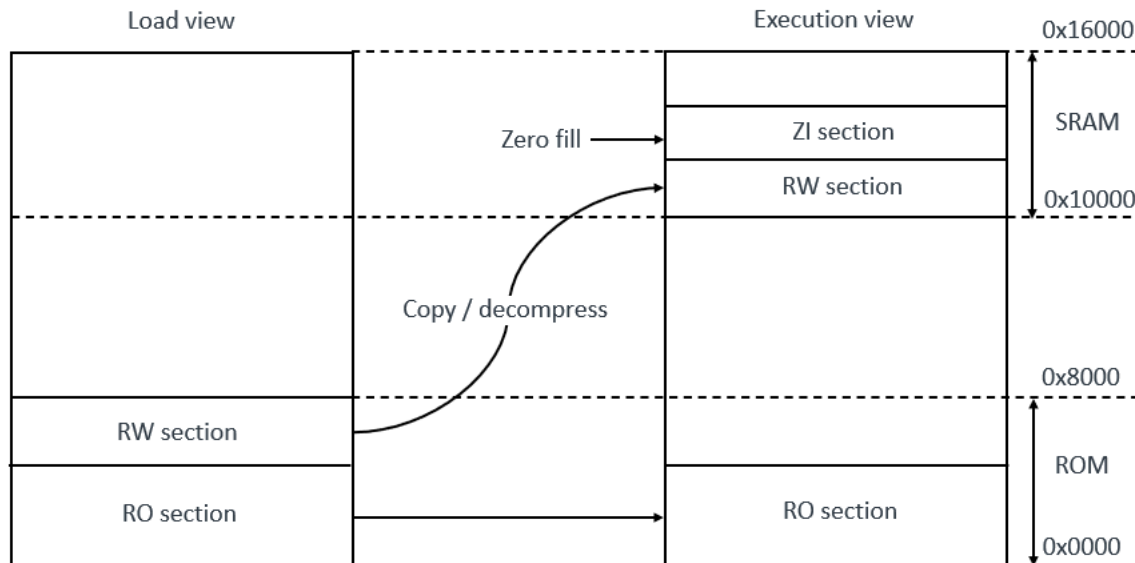 Load view
Execution view
0x16000
SRAM
Zero fill
ZI section
RW section
0x10000
Copy / decompress
0x8000
RW section
ROM
RO section
RO section
0x0000